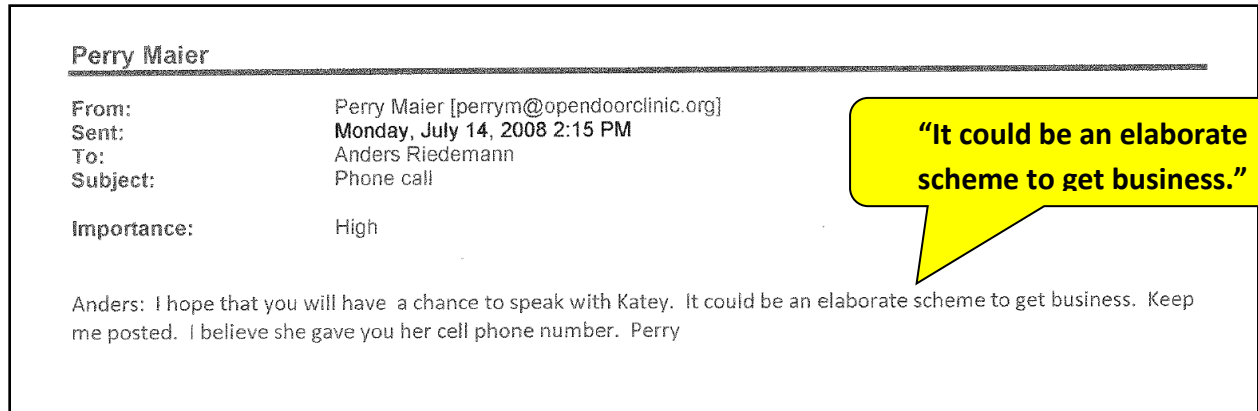 Perry Maier
From: Perry Maier [perrym@opendoorclinic.org]
Sent: Monday, July 14, 2008 2:15 PM
To: Anders Riedemann
Subject: Phone call
Importance: High
“It could be an elaborate
scheme to get business.”
Anders: I hope that you will have a chance to speak with Katey. It could be an elaborate scheme to get business. Keep
me posted. I believe she gave you her cell phone number. Perry